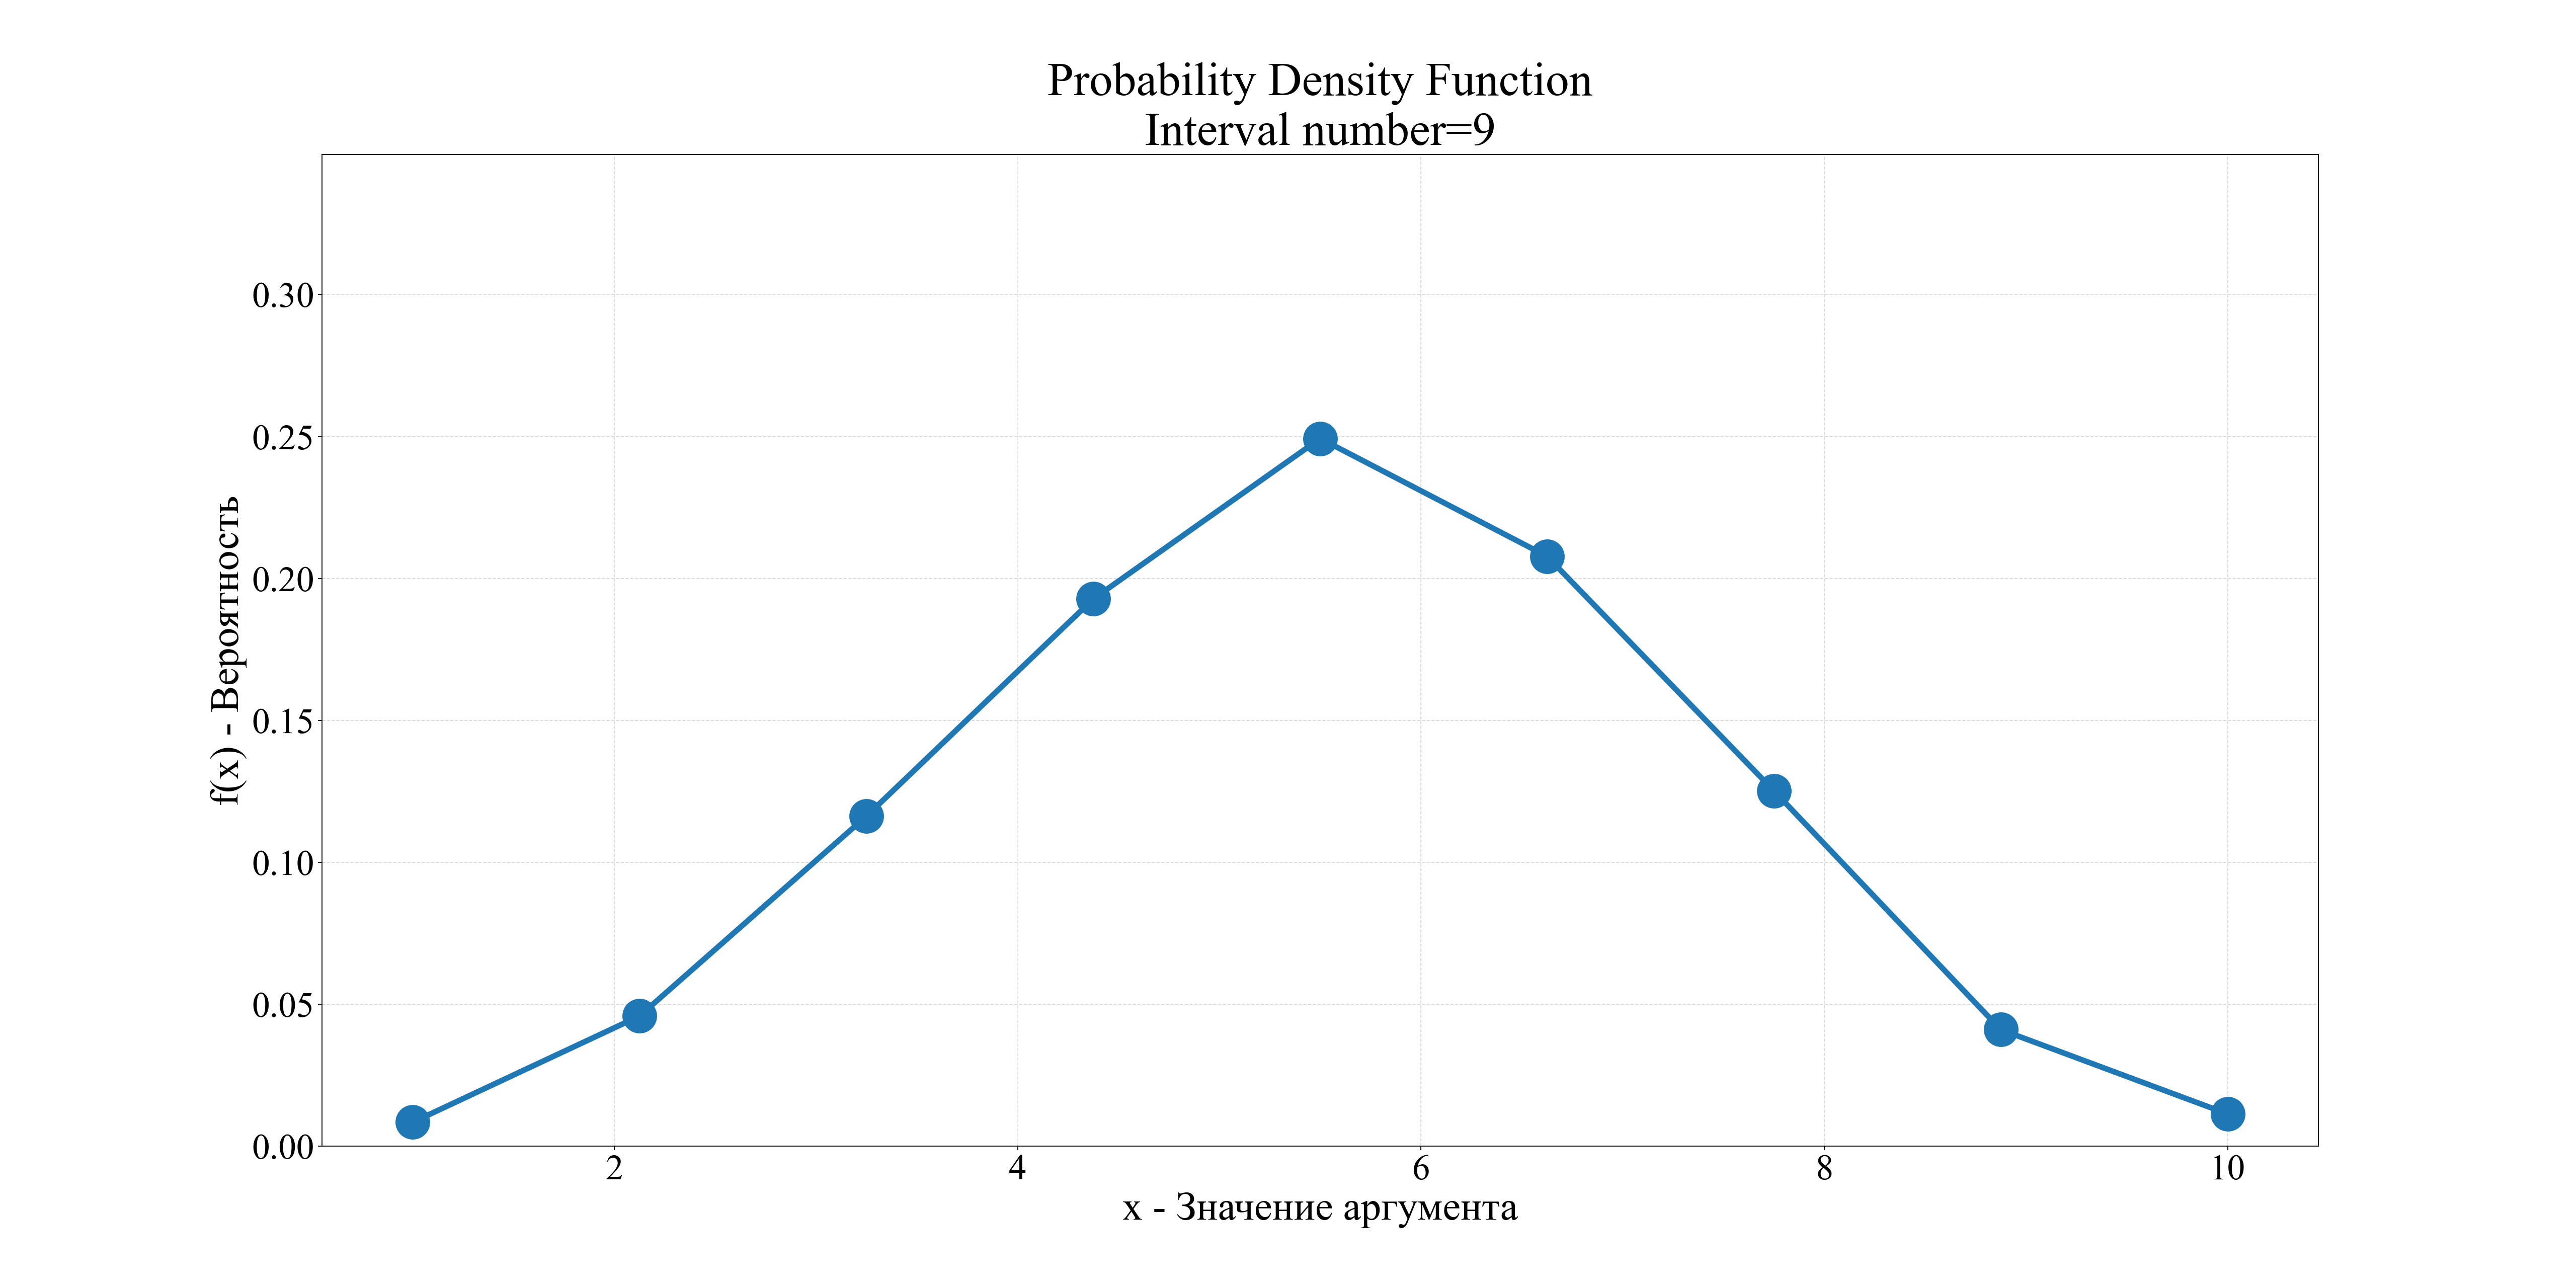 Probability Density Function
Interval number=9
f(x) - Вероятность
0.30
0.25
0.20
0.15
0.10
0.05
0.00
2 4 6 8 10
x - Значение аргумента